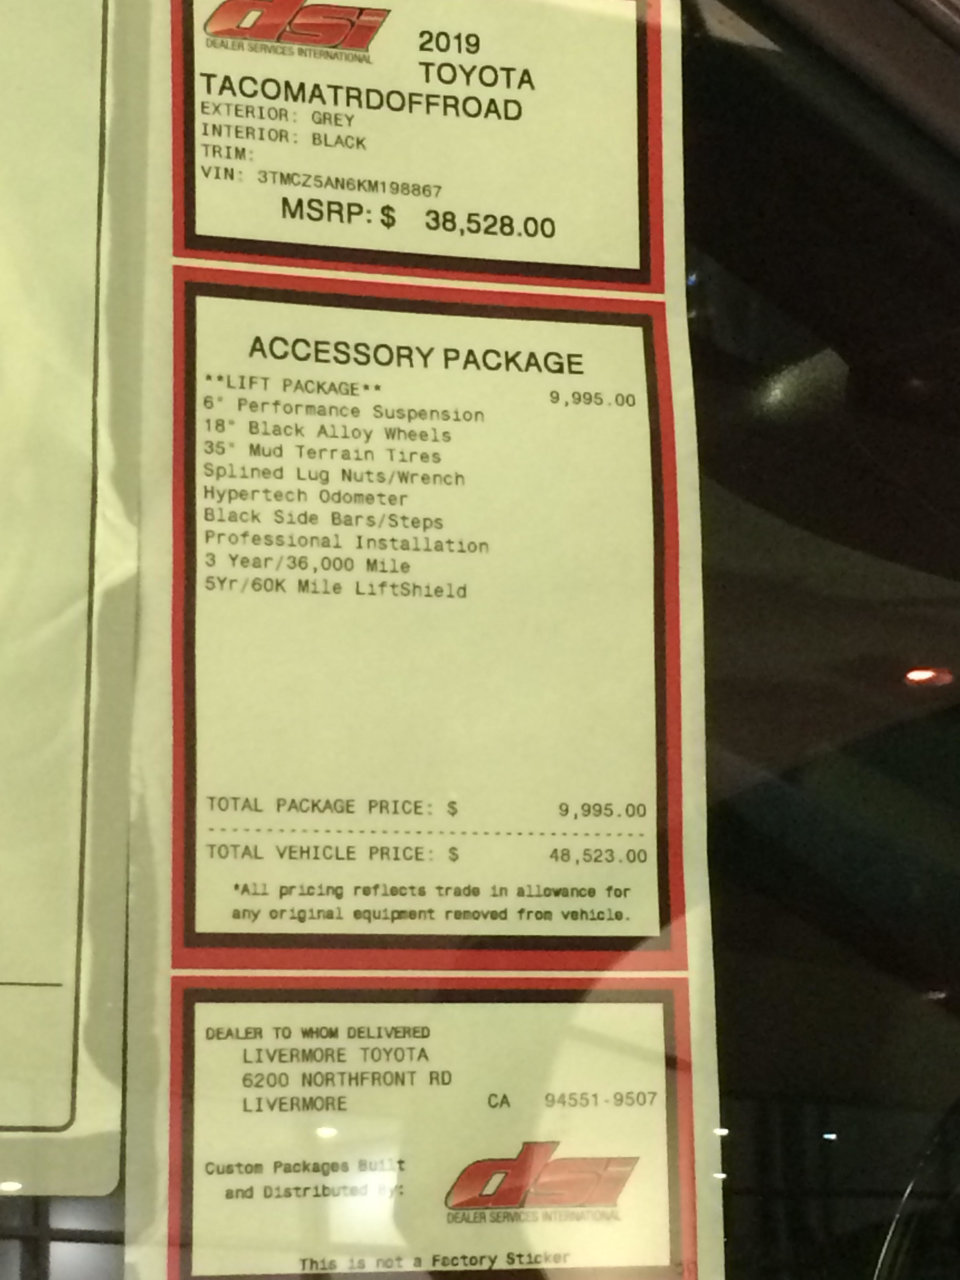 dsi
DEALER SERVICES INTERNATIONAL
2019
TOYOTA
TACOMATRDOFFROAD
EXTERIOR: GREY
INTERIOR: BLACK
TRIM:
VIN: 3TMCZ5AN6KM198867
MSRP: $ 38,528.00
ACCESSORY PACKAGE
**LIFT PACKAGE** 9,995.00
6" Performance Suspension
18" Black Alloy Wheels
35" Mud Terrain Tires
Splined Lug Nuts/Wrench
Hypertech Odometer
Black Side Bars/Steps
Professional Installation
3 Year/36,000 Mile
5Yr/60K Mile LiftShield
TOTAL PACKAGE PRICE: $ 9,995.00
TOTAL VEHICLE PRICE: $ 48,523.00
*All pricing reflects trade in allowance for
any original equipment removed from vehicle.
DEALER TO WHOM DELIVERED
LIVERMORE TOYOTA
6200 NORTHFRONT RD
LIVERMORE CA 94551-9507
Custom Packages Built
and Distributed By:
dsi
DEALER SERVICES INTERNATIONAL
This is not a Factory Sticker